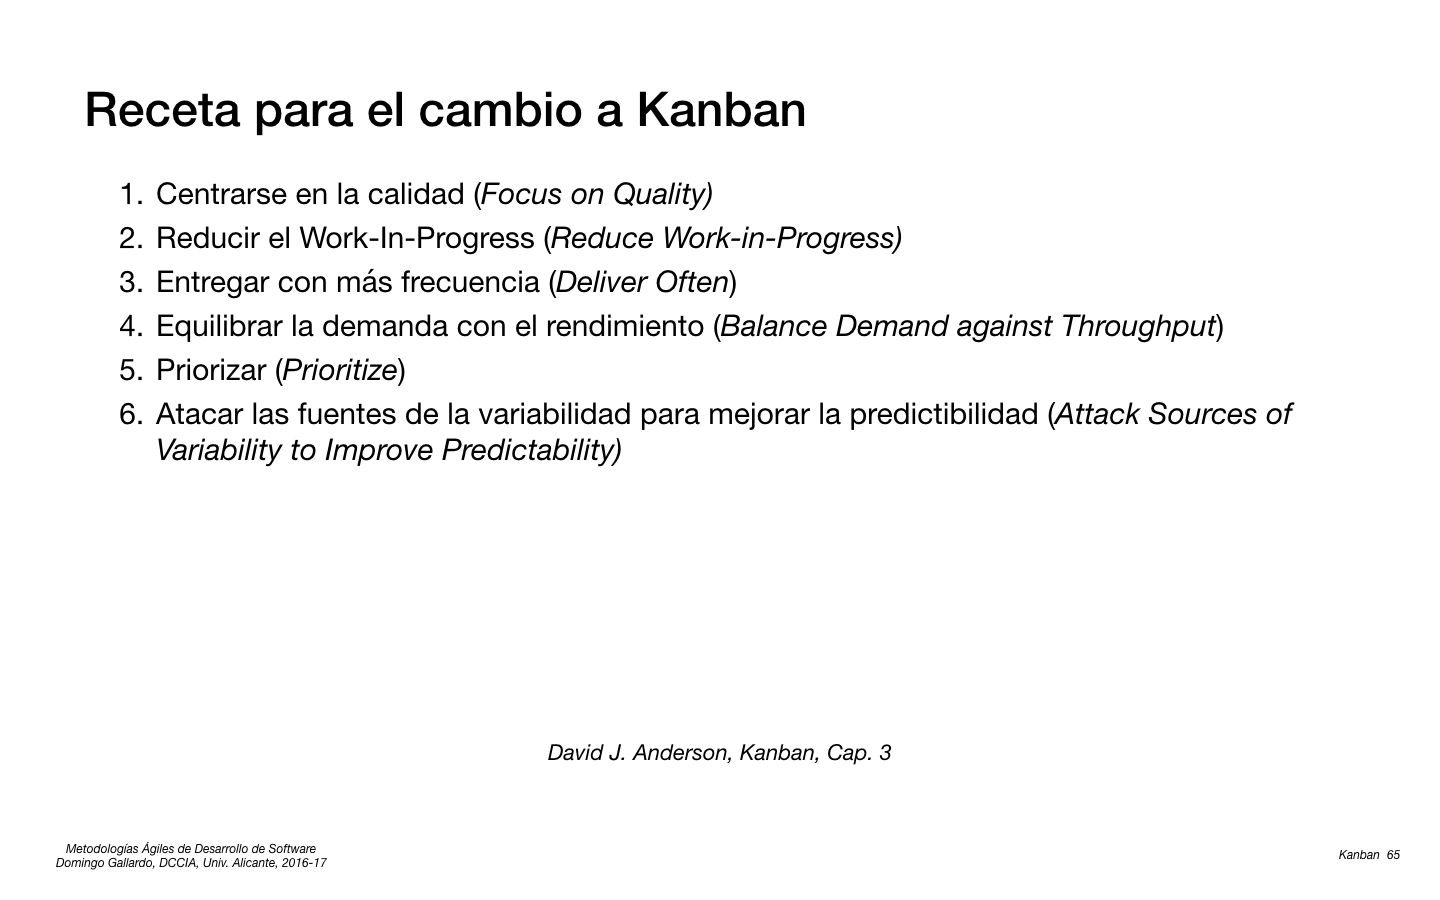 Receta para el cambio a Kanban
1. Centrarse en la calidad (Focus on Quality)
2. Reducir el Work-In-Progress (Reduce Work-in-Progress)
3. Entregar con más frecuencia (Deliver Often)
4. Equilibrar la demanda con el rendimiento (Balance Demand against Throughput)
5. Priorizar (Prioritize)
6. Atacar las fuentes de la variabilidad para mejorar la predictibilidad (Attack Sources of
Variability to Improve Predictability)
David J. Anderson, Kanban, Cap. 3
Metodologías Ágiles de Desarrollo de Software
Domingo Gallardo, DCCIA, Univ. Alicante, 2016-17
Kanban 65